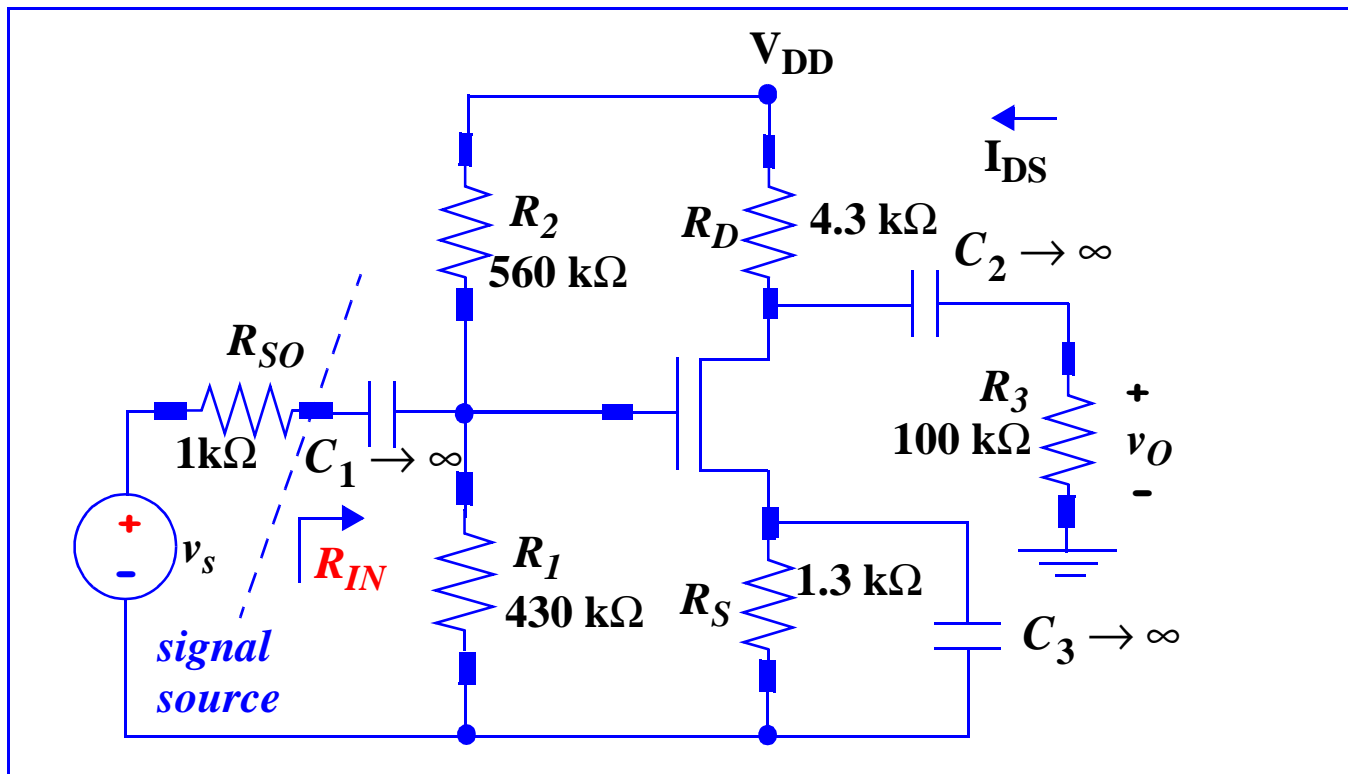 V_DD
I_DS
R_2
560 kΩ
R_D
4.3 kΩ
C_2 → ∞
R_SO
1kΩ
C_1 → ∞
R_3
100 kΩ
+
v_O
-
+
-
v_s
R_IN
R_1
430 kΩ
R_S
1.3 kΩ
C_3 → ∞
signal
source